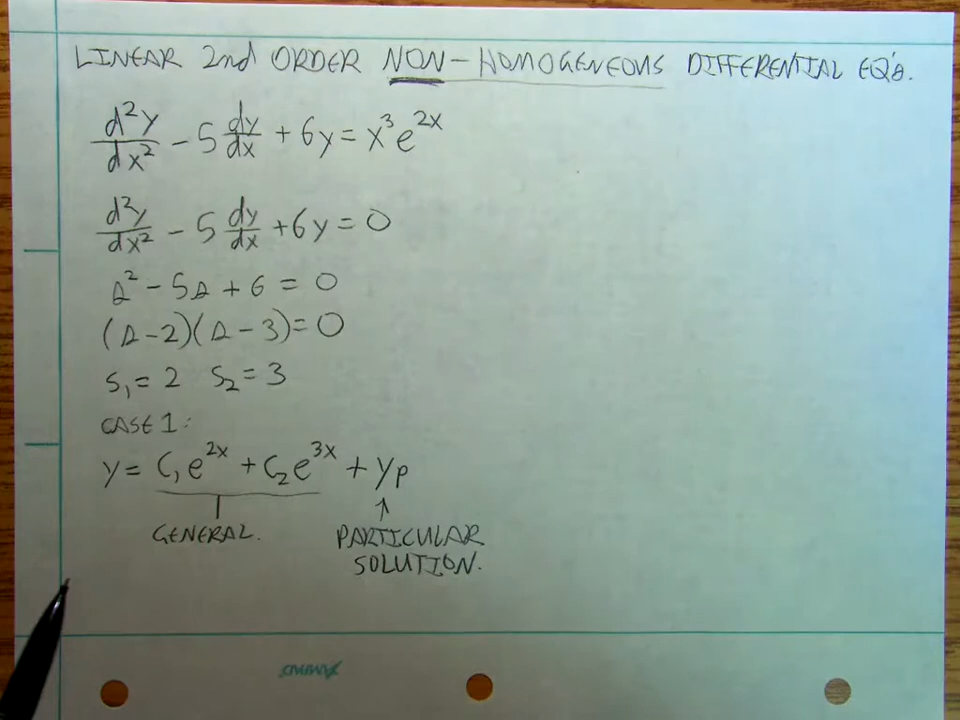 LINEAR 2nd ORDER NON-HOMOGENEOUS DIFFERENTIAL EQ'S.
d²y/dx² - 5 dy/dx + 6y = x³e^2x
d²y/dx² - 5 dy/dx + 6y = 0
s² - 5s + 6 = 0
(s - 2)(s - 3) = 0
s₁ = 2 s₂ = 3
CASE 1:
y = C₁e^2x + C₂e^3x + yp
GENERAL.
PARTICULAR
SOLUTION.